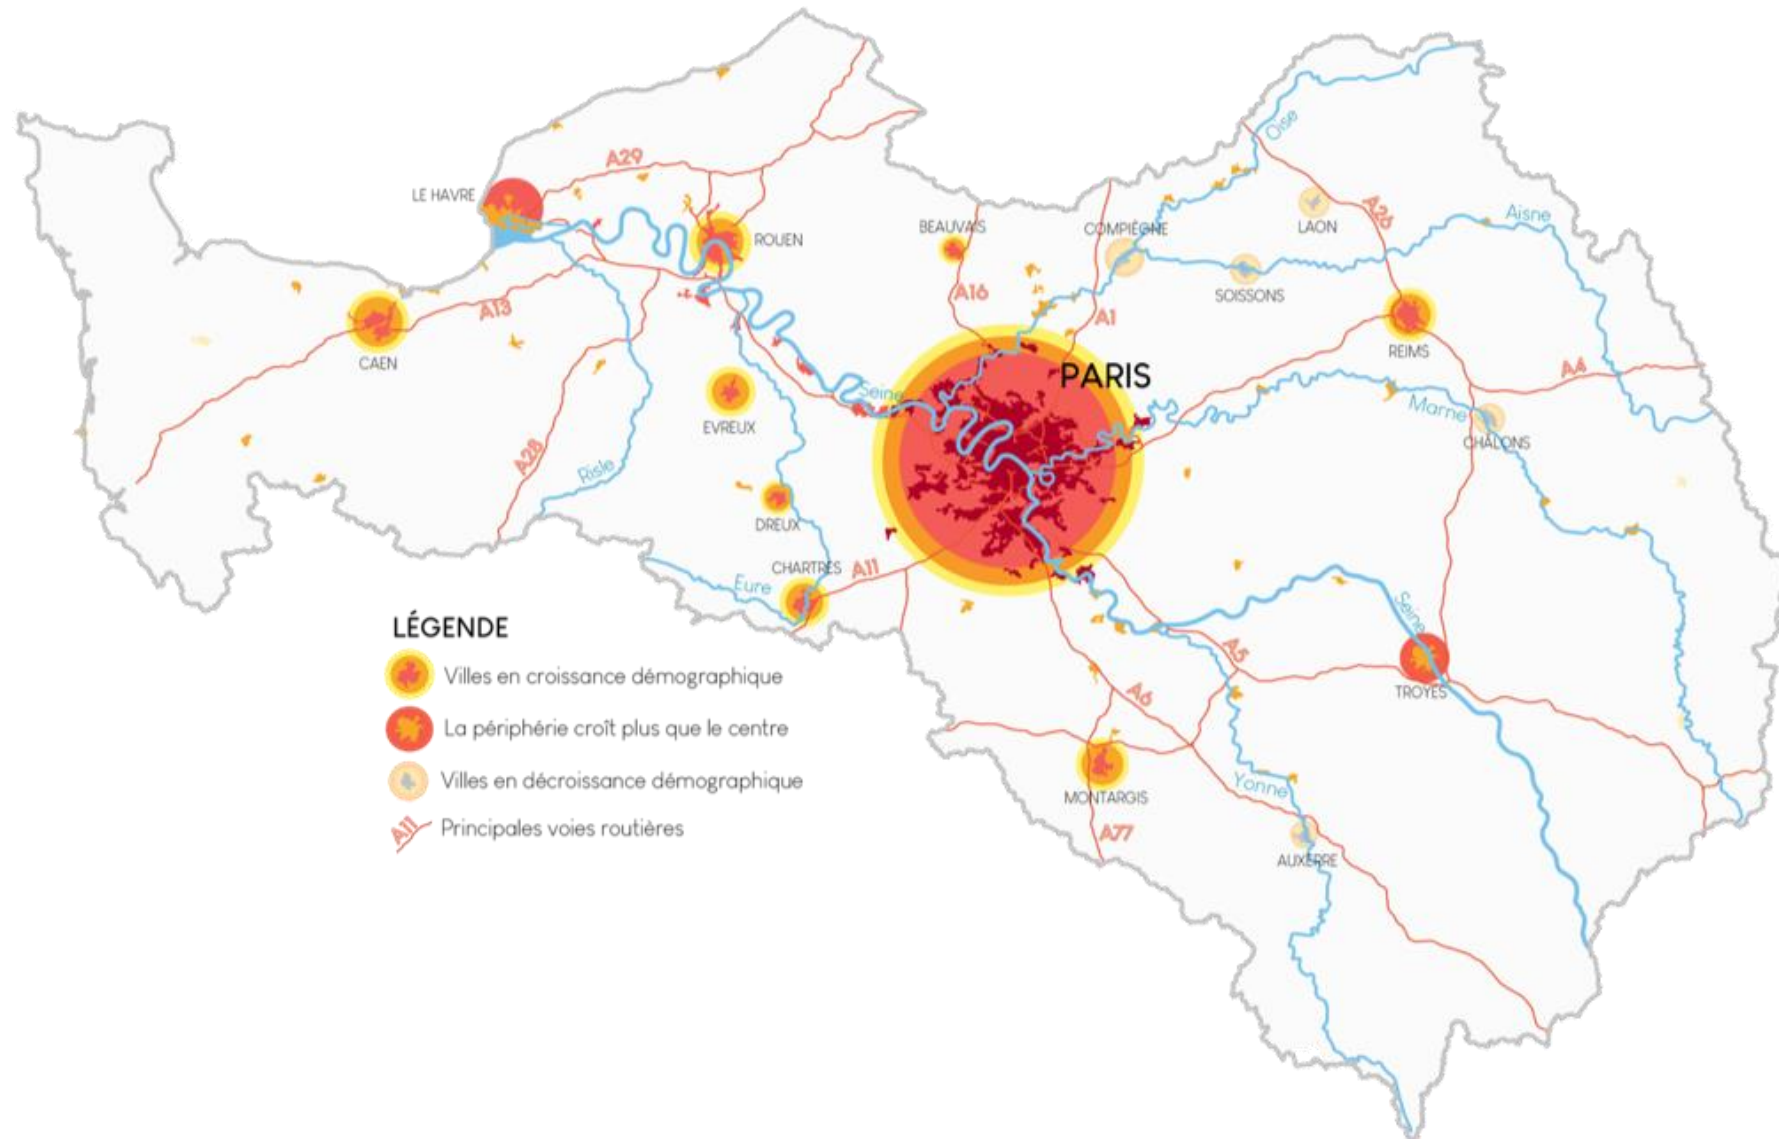 A29
LE HAVRE
ROUEN
BEAUVAIS
COMPIÈGNE
Oise
LAON
A26
Aisne
SOISSONS
A16
A1
A13
CAEN
REIMS
PARIS
A4
Seine
Marne
CHÂLONS
EVREUX
A28
Risle
DREUX
CHARTRES
A11
Eure
Seine
A5
TROYES
A6
Yonne
MONTARGIS
A77
AUXERRE
LÉGENDE
Villes en croissance démographique
La périphérie croît plus que le centre
Villes en décroissance démographique
A11 Principales voies routières